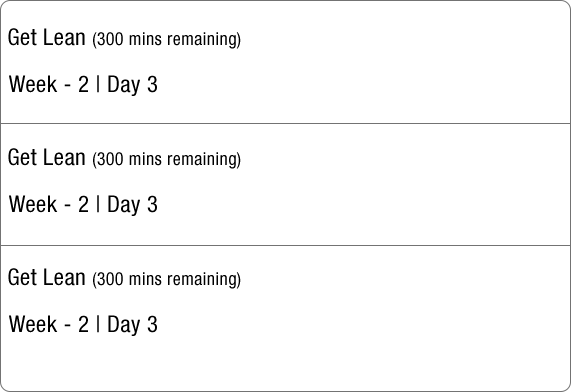 Get Lean (300 mins remaining)
Week - 2 | Day 3
Get Lean (300 mins remaining)
Week - 2 | Day 3
Get Lean (300 mins remaining)
Week - 2 | Day 3